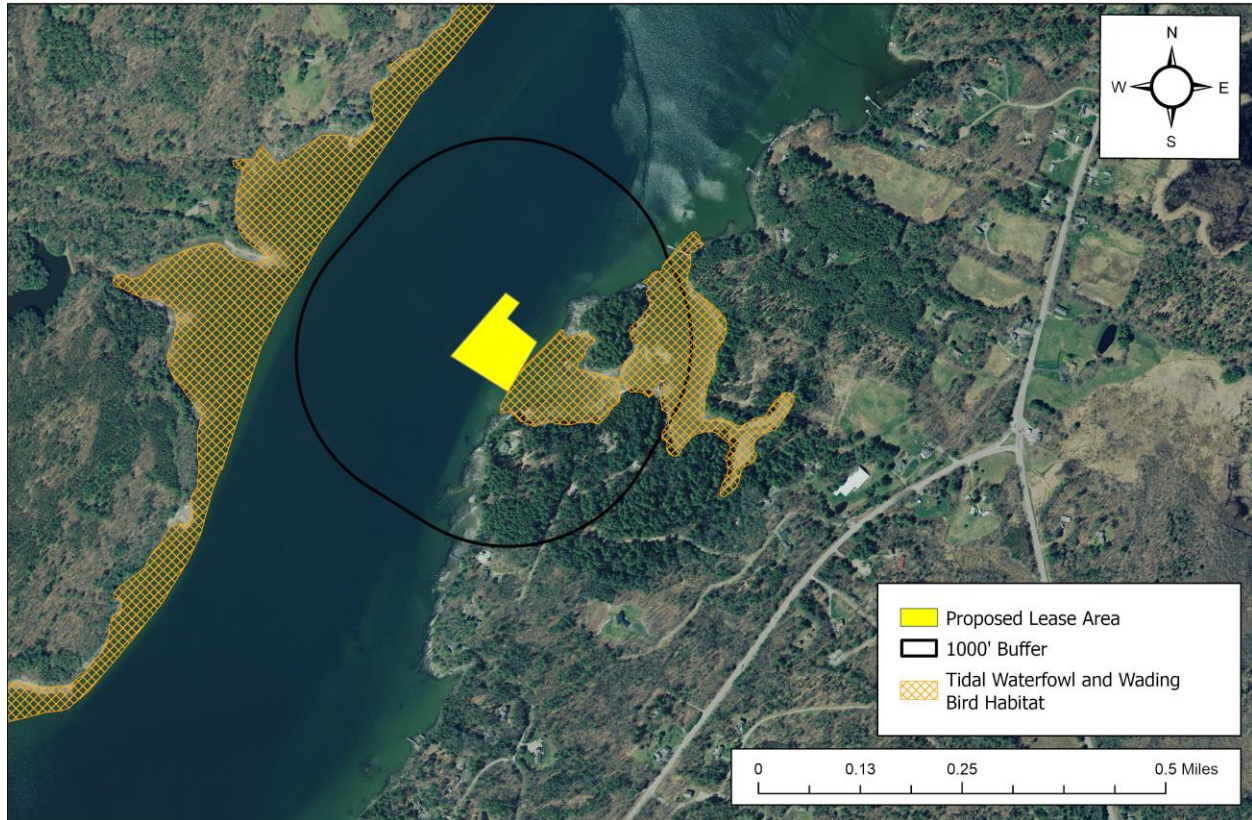 N
W
E
S
Proposed Lease Area
1000' Buffer
Tidal Waterfowl and Wading
Bird Habitat
0
0.13
0.25
0.5 Miles